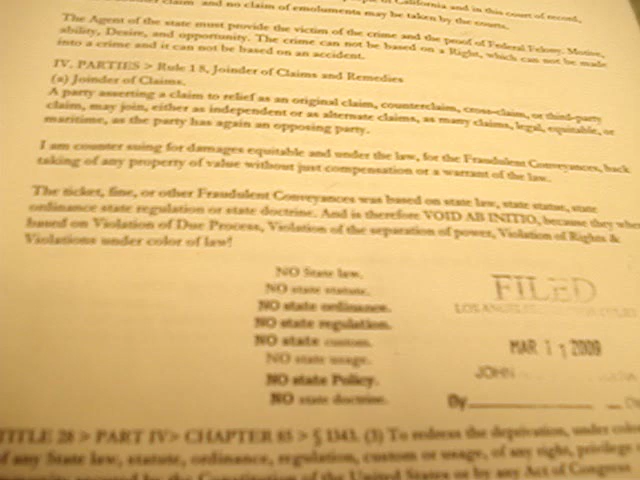 claim and no claim of emoluments may be taken by the courts. California and in this court of record,
The Agent of the state must provide the victim of the crime and the proof of Federal Felony. Motive,
ability, Desire, and opportunity. The crime can not be based on a Right, which can not be made
into a crime and it can not be based on an accident.
IV. PARTIES > Rule 18, Joinder of Claims and Remedies
(a) Joinder of Claims.
A party asserting a claim to relief as an original claim, counterclaim, cross-claim, or third-party
claim, may join, either as independent or as alternate claims, as many claims, legal, equitable, or
maritime, as the party has again an opposing party.
I am counter suing for damages equitable and under the law, for the Fraudulent Conveyances, back
taking of any property of value without just compensation or a warrant of the law.
The ticket, fine, or other Fraudulent Conveyances was based on state law, state statue, state
ordinance state regulation or state doctrine. And is therefore VOID AB INITIO, because they wher
based on Violation of Due Process, Violation of the separation of power, Violation of Rights &
Violations under color of law!
NO State law.
NO state statute.
NO state ordinance.
NO state regulation.
NO state custom.
NO state usage.
NO state Policy.
NO state doctrine.
FILED
LOS ANGELES COURT
MAR 11 2009
JOHN
By
TITLE 28 > PART IV> CHAPTER 85 > § 1343. (3) To redress the deprivation, under color
of any State law, statute, ordinance, regulation, custom or usage, of any right, privilege
by the Constitution of the United States or by any Act of Congress